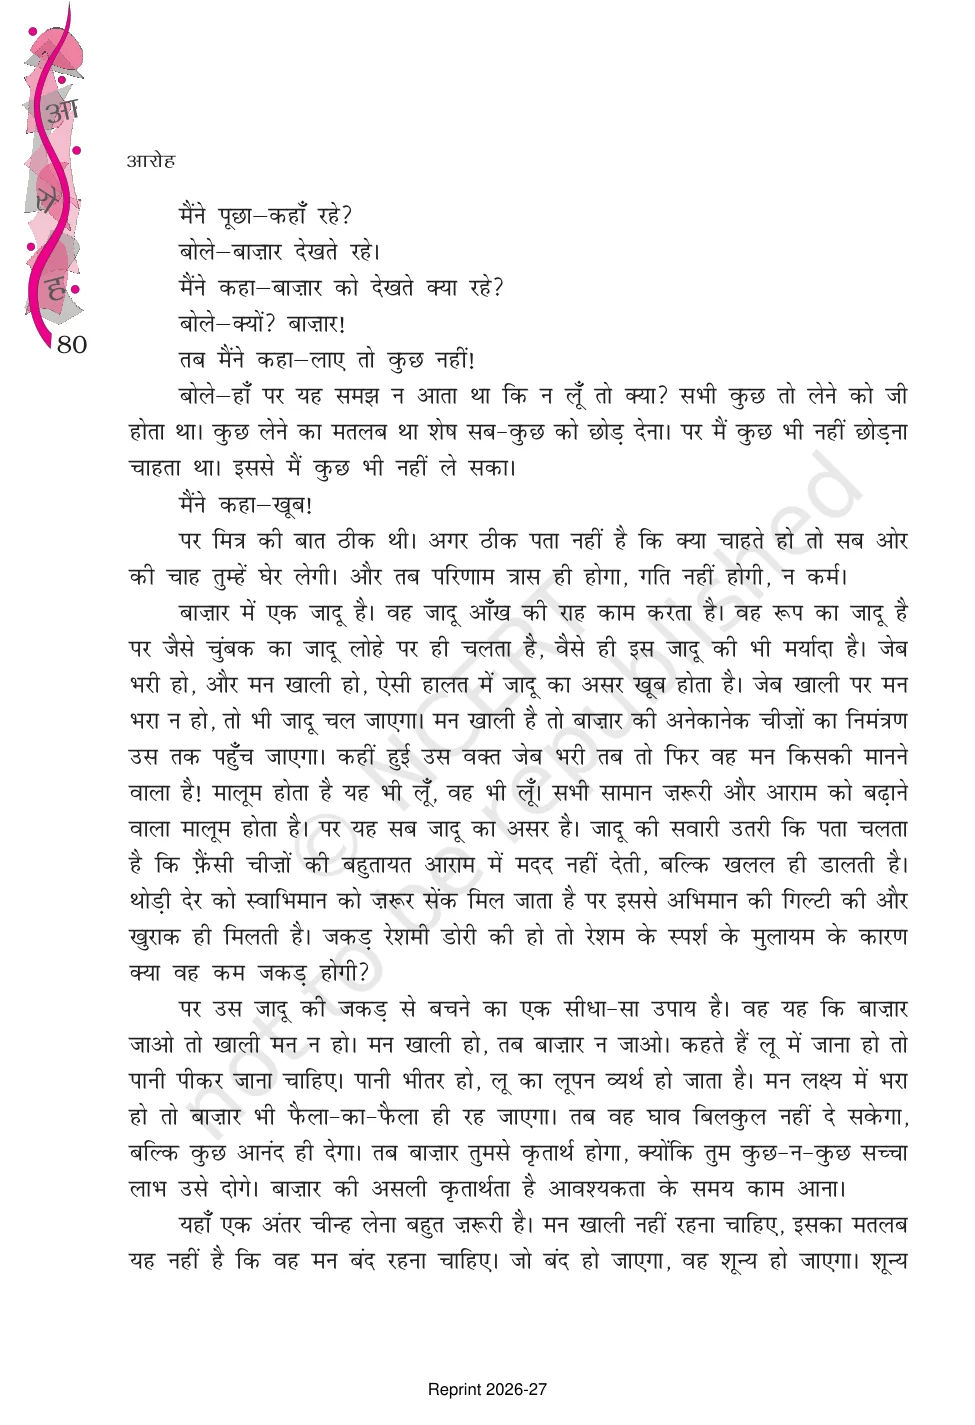 आ
रो
ह
80
आरोह
मैंने पूछा—कहाँ रहे?
बोले—बाज़ार देखते रहे।
मैंने कहा—बाज़ार को देखते क्या रहे?
बोले—क्यों? बाज़ार!
तब मैंने कहा—लाए तो कुछ नहीं!
बोले—हाँ पर यह समझ न आता था कि न लूँ तो क्या? सभी कुछ तो लेने को जी
होता था। कुछ लेने का मतलब था शेष सब-कुछ को छोड़ देना। पर मैं कुछ भी नहीं छोड़ना
चाहता था। इससे मैं कुछ भी नहीं ले सका।
मैंने कहा—खूब!
पर मित्र की बात ठीक थी। अगर ठीक पता नहीं है कि क्या चाहते हो तो सब ओर
की चाह तुम्हें घेर लेगी। और तब परिणाम त्रास ही होगा, गति नहीं होगी, न कर्म।
बाज़ार में एक जादू है। वह जादू आँख की राह काम करता है। वह रूप का जादू है
पर जैसे चुंबक का जादू लोहे पर ही चलता है, वैसे ही इस जादू की भी मर्यादा है। जेब
भरी हो, और मन खाली हो, ऐसी हालत में जादू का असर खूब होता है। जेब खाली पर मन
भरा न हो, तो भी जादू चल जाएगा। मन खाली है तो बाज़ार की अनेकानेक चीज़ों का निमंत्रण
उस तक पहुँच जाएगा। कहीं हुई उस वक्त जेब भरी तब तो फिर वह मन किसकी मानने
वाला है! मालूम होता है यह भी लूँ, वह भी लूँ। सभी सामान ज़रूरी और आराम को बढ़ाने
वाला मालूम होता है। पर यह सब जादू का असर है। जादू की सवारी उतरी कि पता चलता
है कि फ़ैंसी चीज़ों की बहुतायत आराम में मदद नहीं देती, बल्कि खलल ही डालती है।
थोड़ी देर को स्वाभिमान को ज़रूर सेंक मिल जाता है पर इससे अभिमान की गिल्टी की और
खुराक ही मिलती है। जकड़ रेशमी डोरी की हो तो रेशम के स्पर्श के मुलायम के कारण
क्या वह कम जकड़ होगी?
पर उस जादू की जकड़ से बचने का एक सीधा-सा उपाय है। वह यह कि बाज़ार
जाओ तो खाली मन न हो। मन खाली हो, तब बाज़ार न जाओ। कहते हैं लू में जाना हो तो
पानी पीकर जाना चाहिए। पानी भीतर हो, लू का लूपन व्यर्थ हो जाता है। मन लक्ष्य में भरा
हो तो बाज़ार भी फैला-का-फैला ही रह जाएगा। तब वह घाव बिलकुल नहीं दे सकेगा,
बल्कि कुछ आनंद ही देगा। तब बाज़ार तुमसे कृतार्थ होगा, क्योंकि तुम कुछ-न-कुछ सच्चा
लाभ उसे दोगे। बाज़ार की असली कृतार्थता है आवश्यकता के समय काम आना।
यहाँ एक अंतर चीन्ह लेना बहुत ज़रूरी है। मन खाली नहीं रहना चाहिए, इसका मतलब
यह नहीं है कि वह मन बंद रहना चाहिए। जो बंद हो जाएगा, वह शून्य हो जाएगा। शून्य
© NCERT
not to be republished
Reprint 2026-27